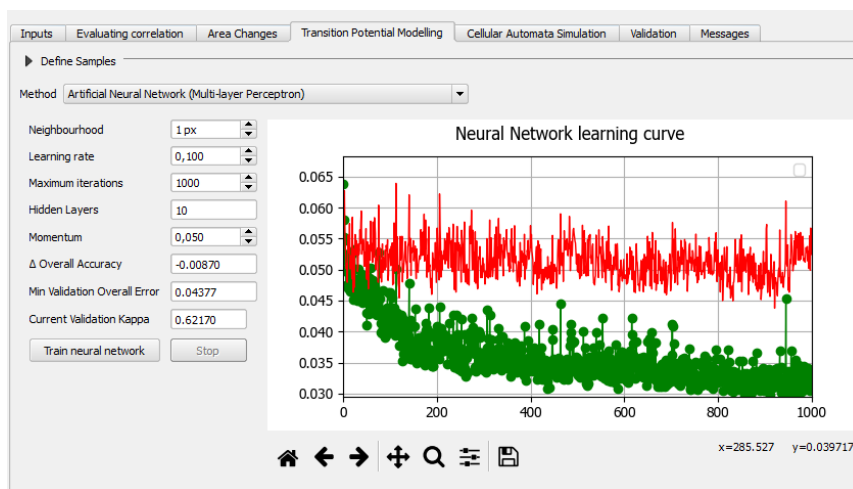 Inputs Evaluating correlation Area Changes Transition Potential Modelling Cellular Automata Simulation Validation Messages
Define Samples
Method Artificial Neural Network (Multi-layer Perceptron)
Neighbourhood 1 px
Learning rate 0,100
Maximum iterations 1000
Hidden Layers 10
Momentum 0,050
Δ Overall Accuracy -0.00870
Min Validation Overall Error 0.04377
Current Validation Kappa 0.62170
Train neural network Stop
Neural Network learning curve
0.065
0.060
0.055
0.050
0.045
0.040
0.035
0.030
0 200 400 600 800 1000
x=285.527 y=0.039717